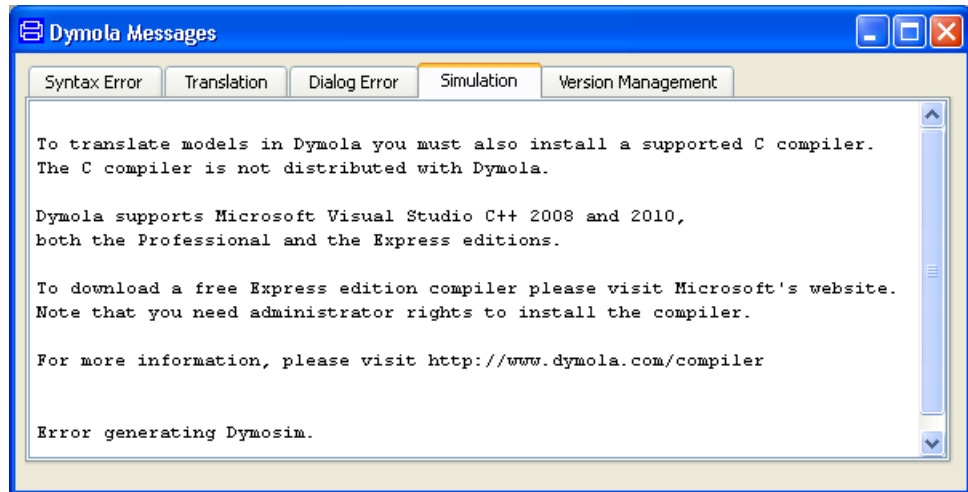 Dymola Messages
Syntax Error Translation Dialog Error Simulation Version Management
To translate models in Dymola you must also install a supported C compiler.
The C compiler is not distributed with Dymola.
Dymola supports Microsoft Visual Studio C++ 2008 and 2010,
both the Professional and the Express editions.
To download a free Express edition compiler please visit Microsoft's website.
Note that you need administrator rights to install the compiler.
For more information, please visit http://www.dymola.com/compiler
Error generating Dymosim.